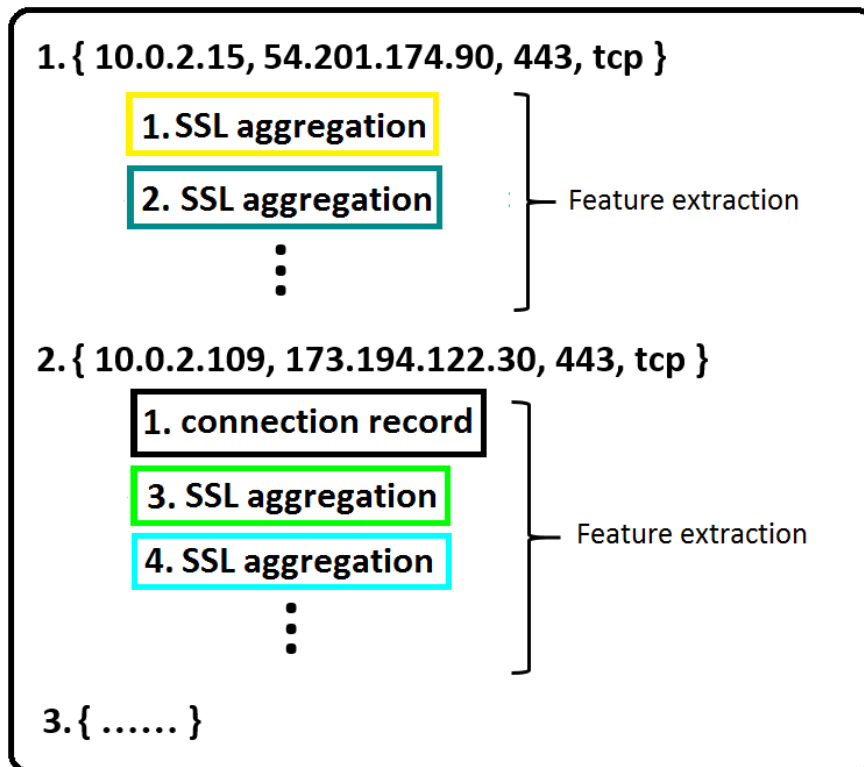 1. { 10.0.2.15, 54.201.174.90, 443, tcp }
1. SSL aggregation
2. SSL aggregation
Feature extraction
2. { 10.0.2.109, 173.194.122.30, 443, tcp }
1. connection record
3. SSL aggregation
Feature extraction
4. SSL aggregation
3. { ...... }